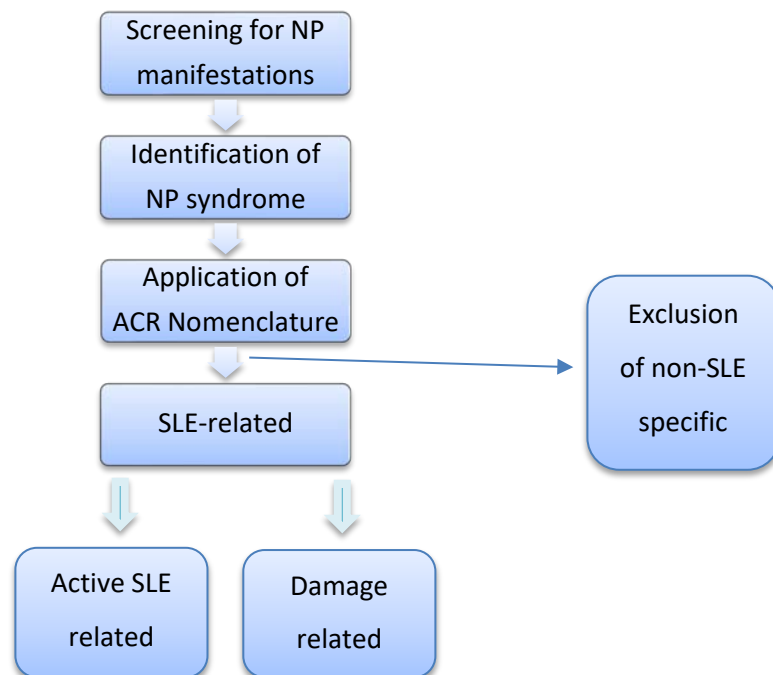 Screening for NP
manifestations
Identification of
NP syndrome
Application of
ACR Nomenclature
Exclusion
of non-SLE
specific
SLE-related
Active SLE
related
Damage
related